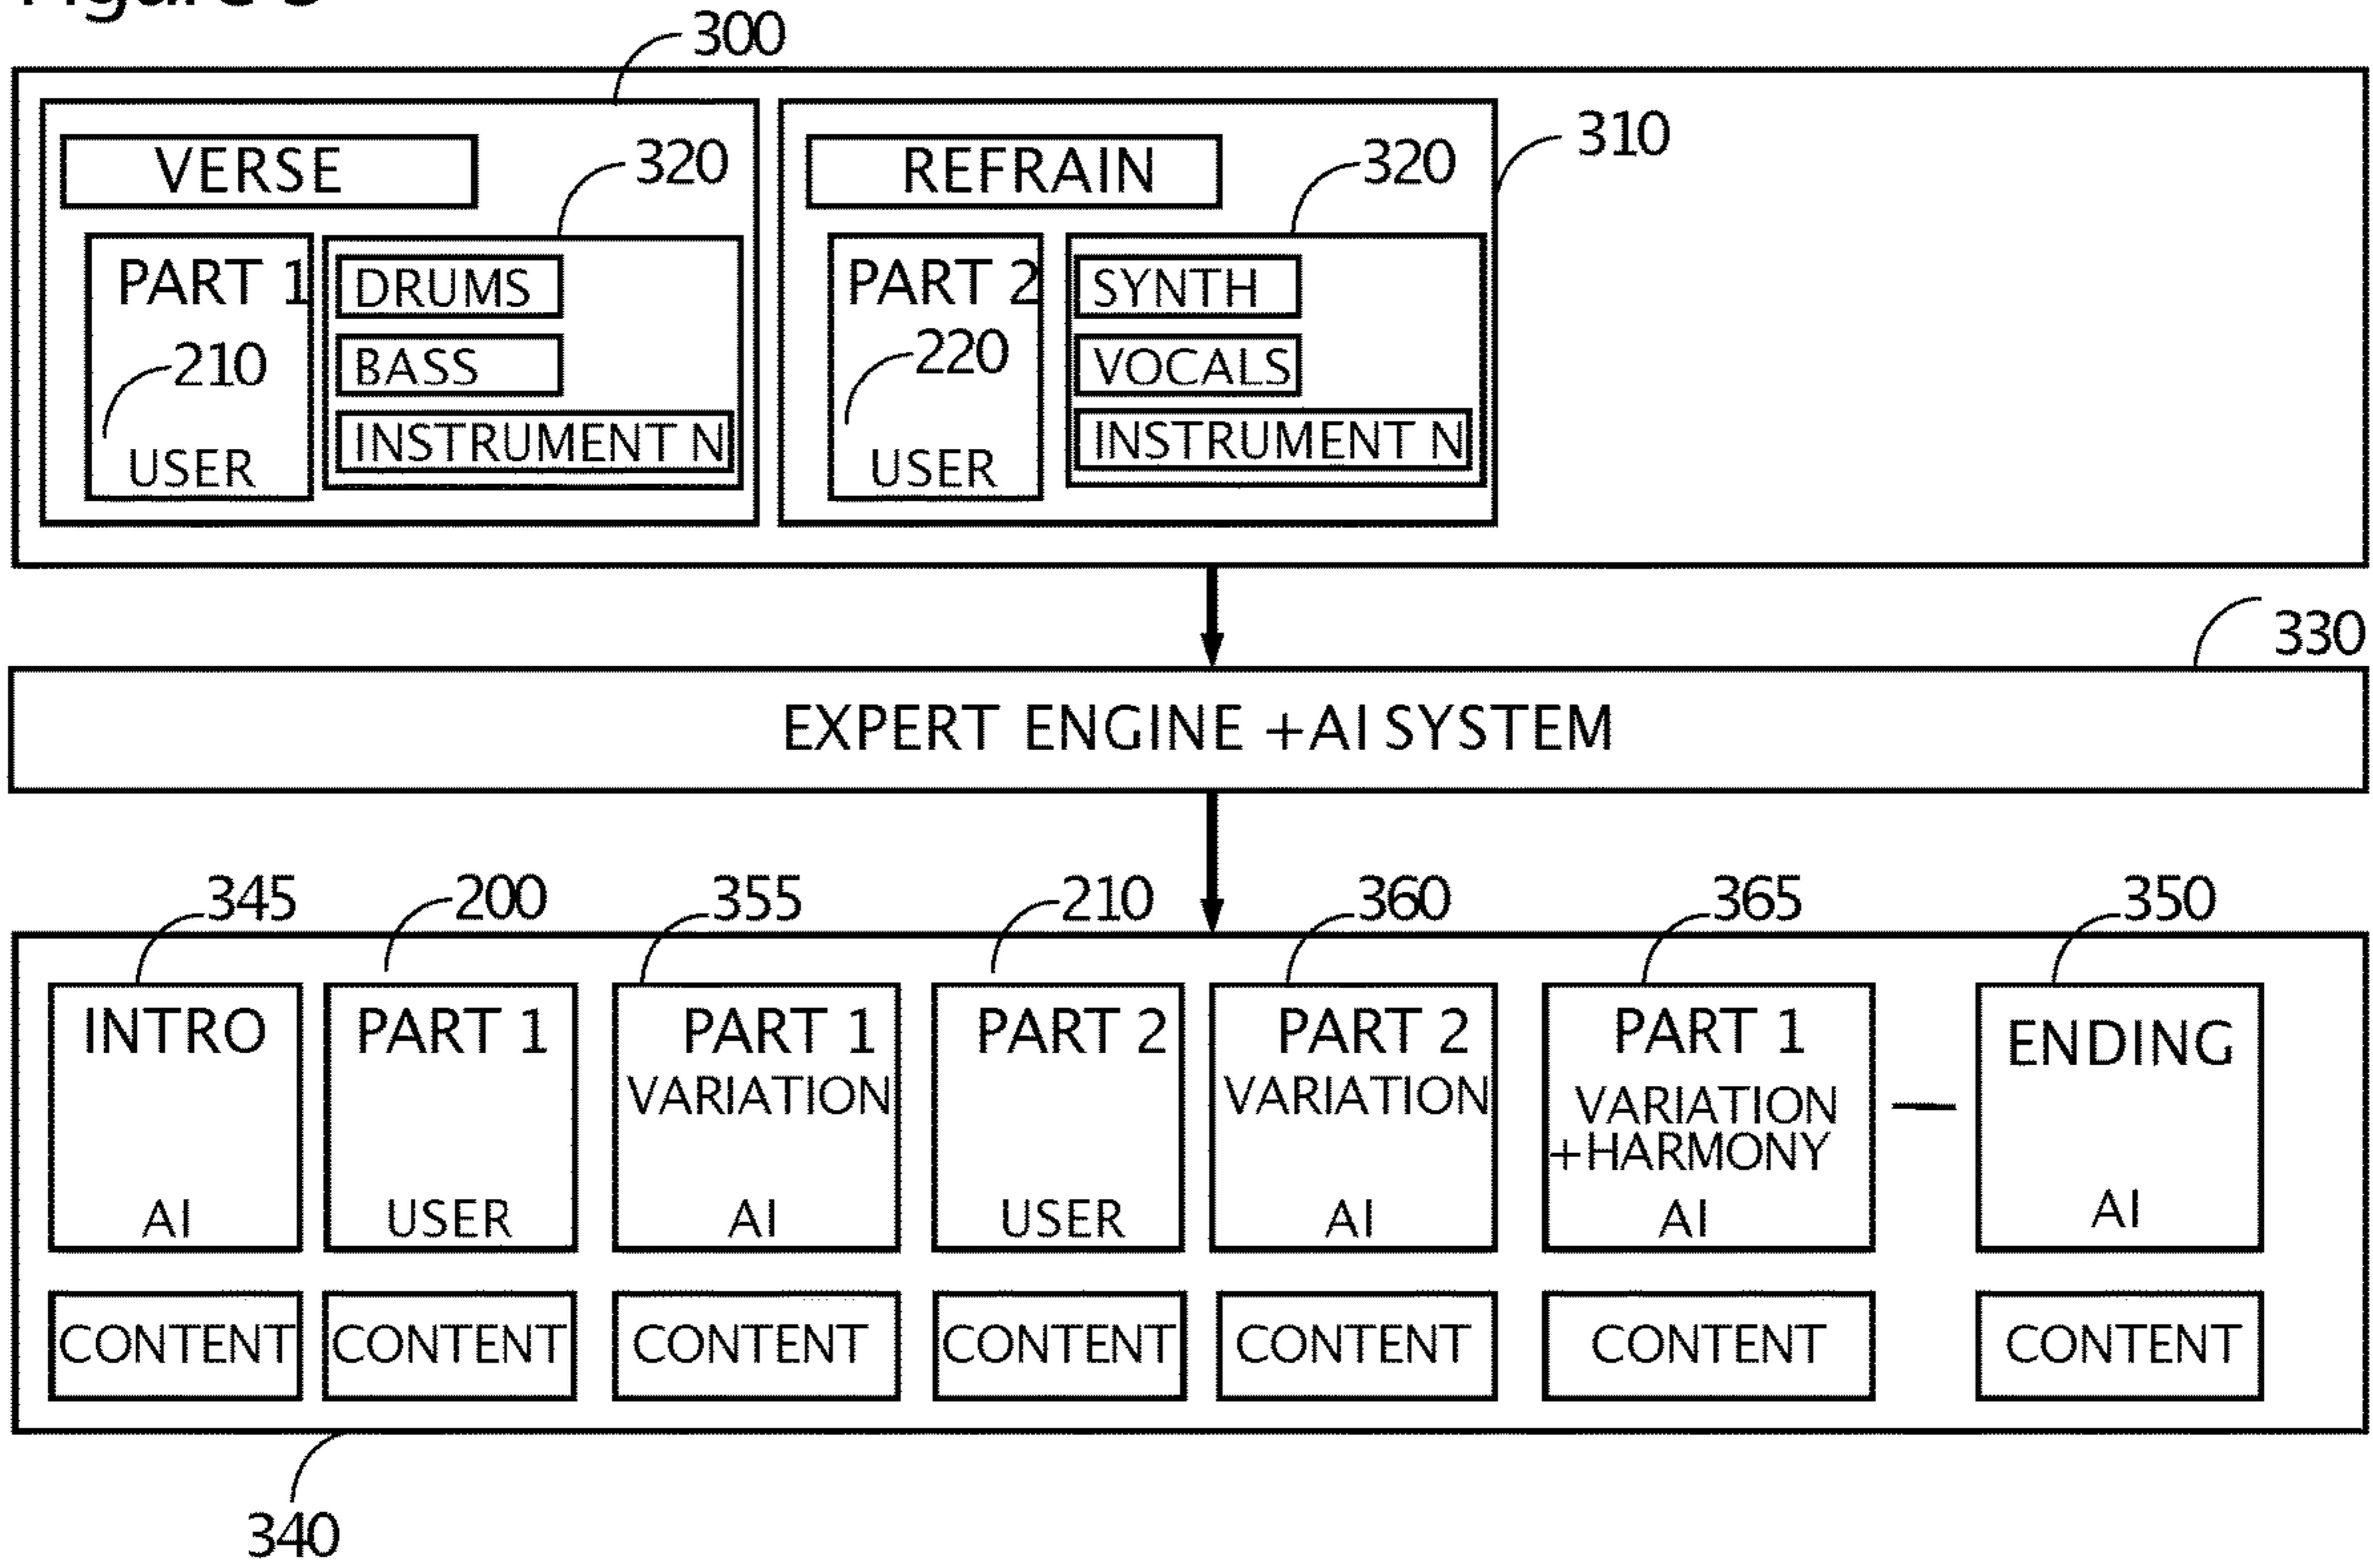 300
310
VERSE
320
REFRAIN
320
PART 1
DRUMS
PART 2
SYNTH
210
BASS
220
VOCALS
USER
INSTRUMENT N
USER
INSTRUMENT N
330
EXPERT ENGINE +AI SYSTEM
345
200
355
210
360
365
350
INTRO
AI
PART 1
USER
PART 1
VARIATION
AI
PART 2
USER
PART 2
VARIATION
AI
PART 1
VARIATION
+HARMONY
AI
—
ENDING
AI
CONTENT
CONTENT
CONTENT
CONTENT
CONTENT
CONTENT
CONTENT
340